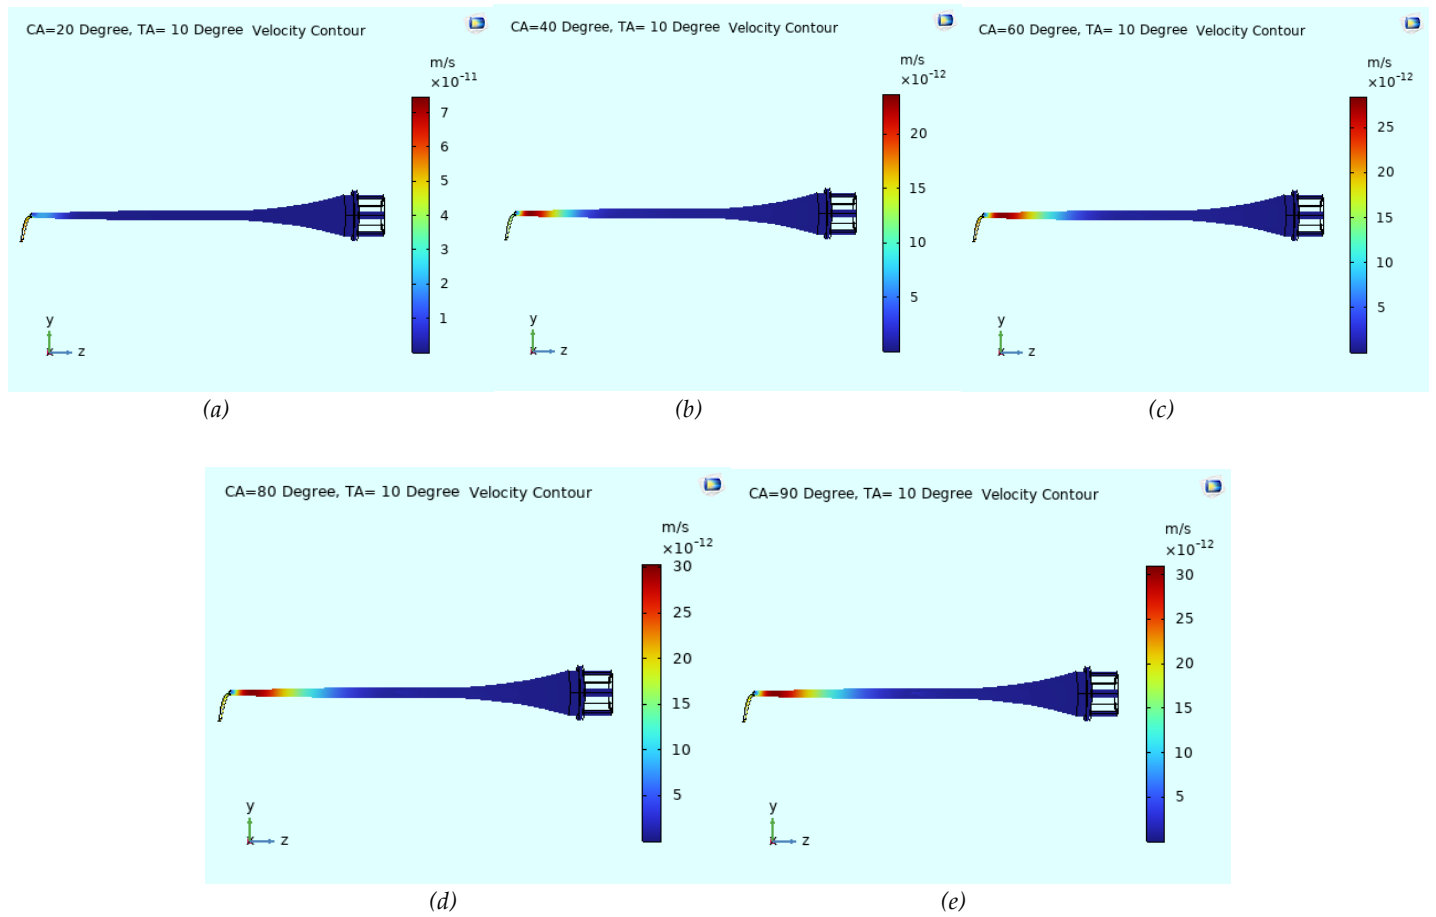 CA=20 Degree, TA= 10 Degree Velocity Contour
m/s
×10⁻¹¹
7
6
5
4
3
2
1
y
z
x
(a)
CA=40 Degree, TA= 10 Degree Velocity Contour
m/s
×10⁻¹²
20
15
10
5
y
z
x
(b)
CA=60 Degree, TA= 10 Degree Velocity Contour
m/s
×10⁻¹²
25
20
15
10
5
y
z
x
(c)
CA=80 Degree, TA= 10 Degree Velocity Contour
m/s
×10⁻¹²
30
25
20
15
10
5
y
z
x
(d)
CA=90 Degree, TA= 10 Degree Velocity Contour
m/s
×10⁻¹²
30
25
20
15
10
5
y
z
x
(e)